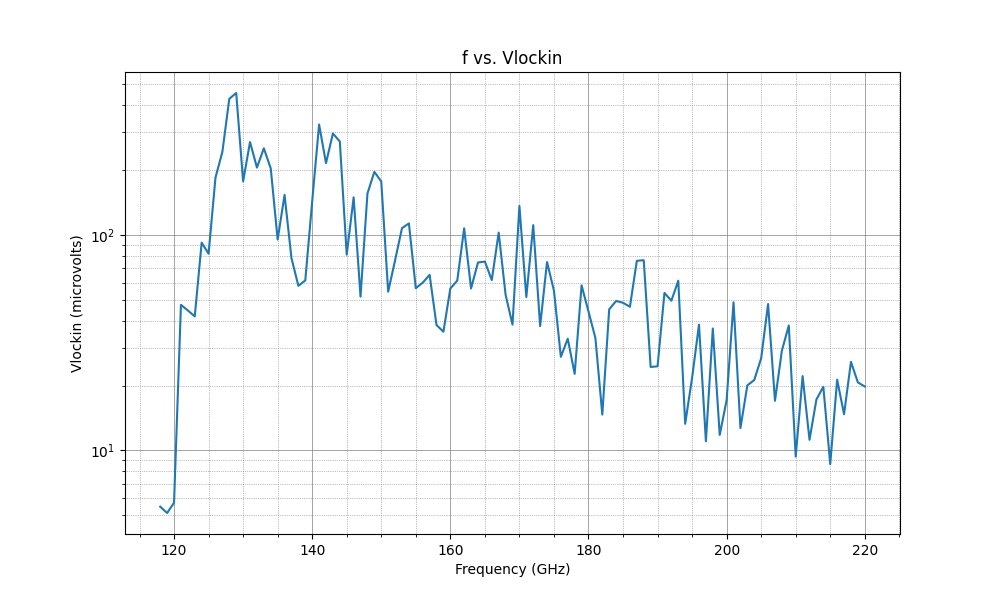 f vs. Vlockin
Vlockin (microvolts)
10²
10¹
120 140 160 180 200 220
Frequency (GHz)